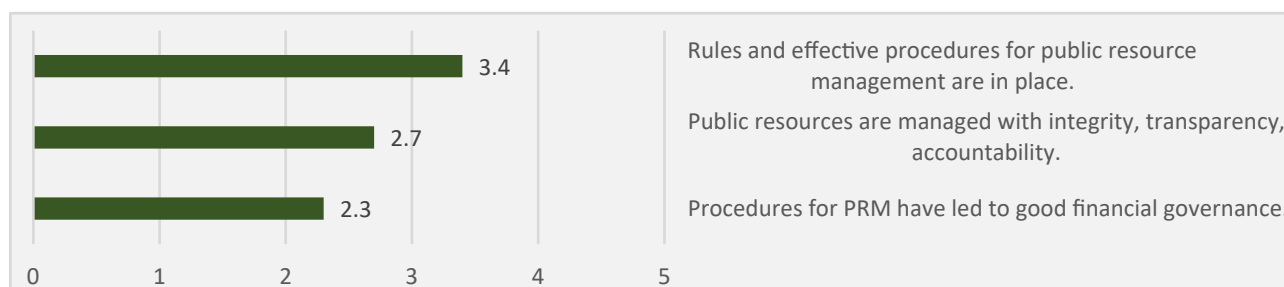 Rules and effective procedures for public resource
management are in place.
3.4
Public resources are managed with integrity, transparency,
accountability.
2.7
Procedures for PRM have led to good financial governance.
2.3
0 1 2 3 4 5